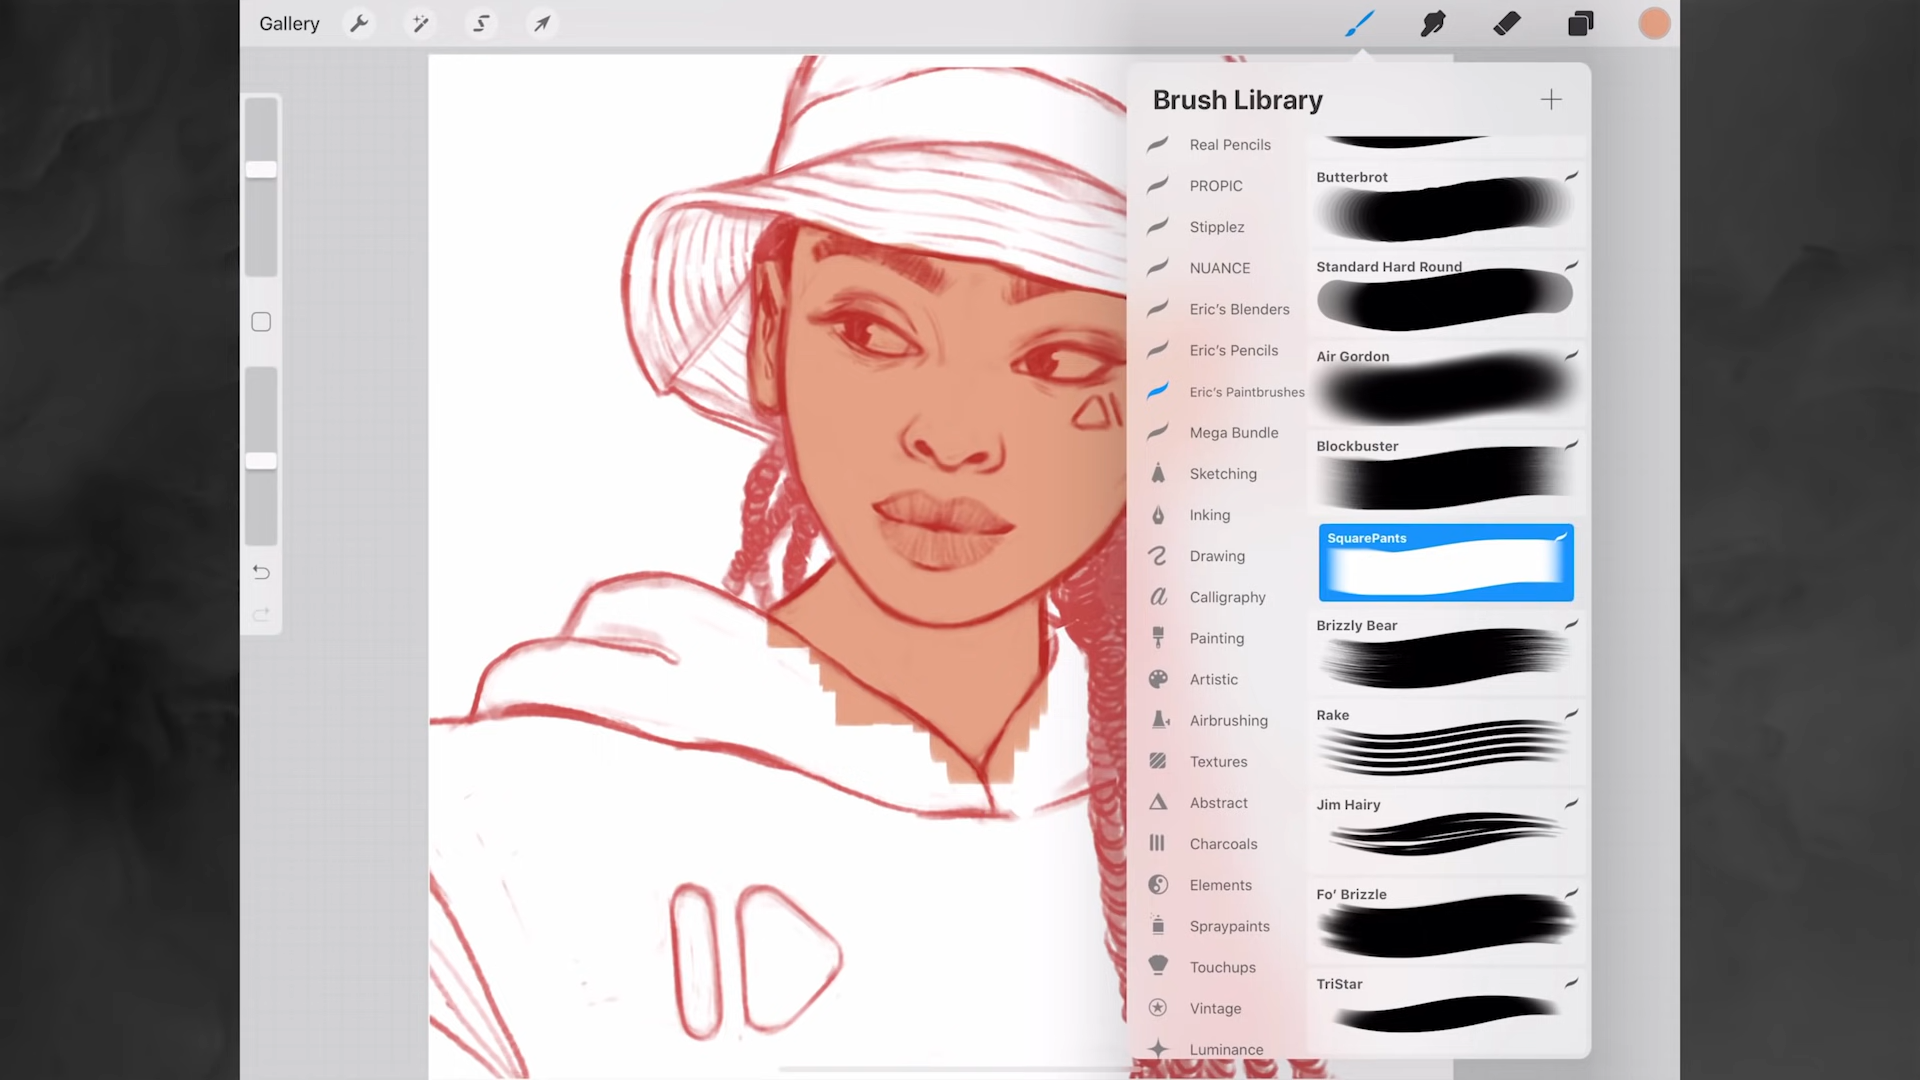 Gallery
Brush Library
Real Pencils
PROPIC
Stipplez
NUANCE
Eric's Blenders
Eric's Pencils
Eric's Paintbrushes
Mega Bundle
Sketching
Inking
Drawing
Calligraphy
Painting
Artistic
Airbrushing
Textures
Abstract
Charcoals
Elements
Spraypaints
Touchups
Vintage
Luminance
Butterbrot
Standard Hard Round
Air Gordon
Blockbuster
SquarePants
Brizzly Bear
Rake
Jim Hairy
Fo' Brizzle
TriStar